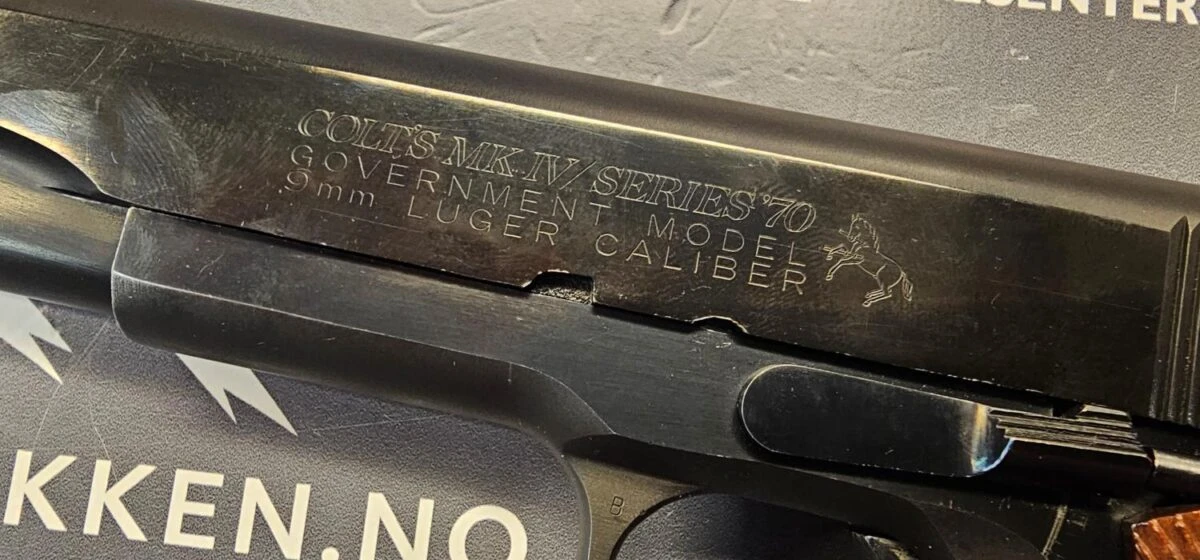 COLT'S MK IV/ SERIES '70
GOVERNMENT MODEL
9mm LUGER CALIBER
B
KKEN.NO